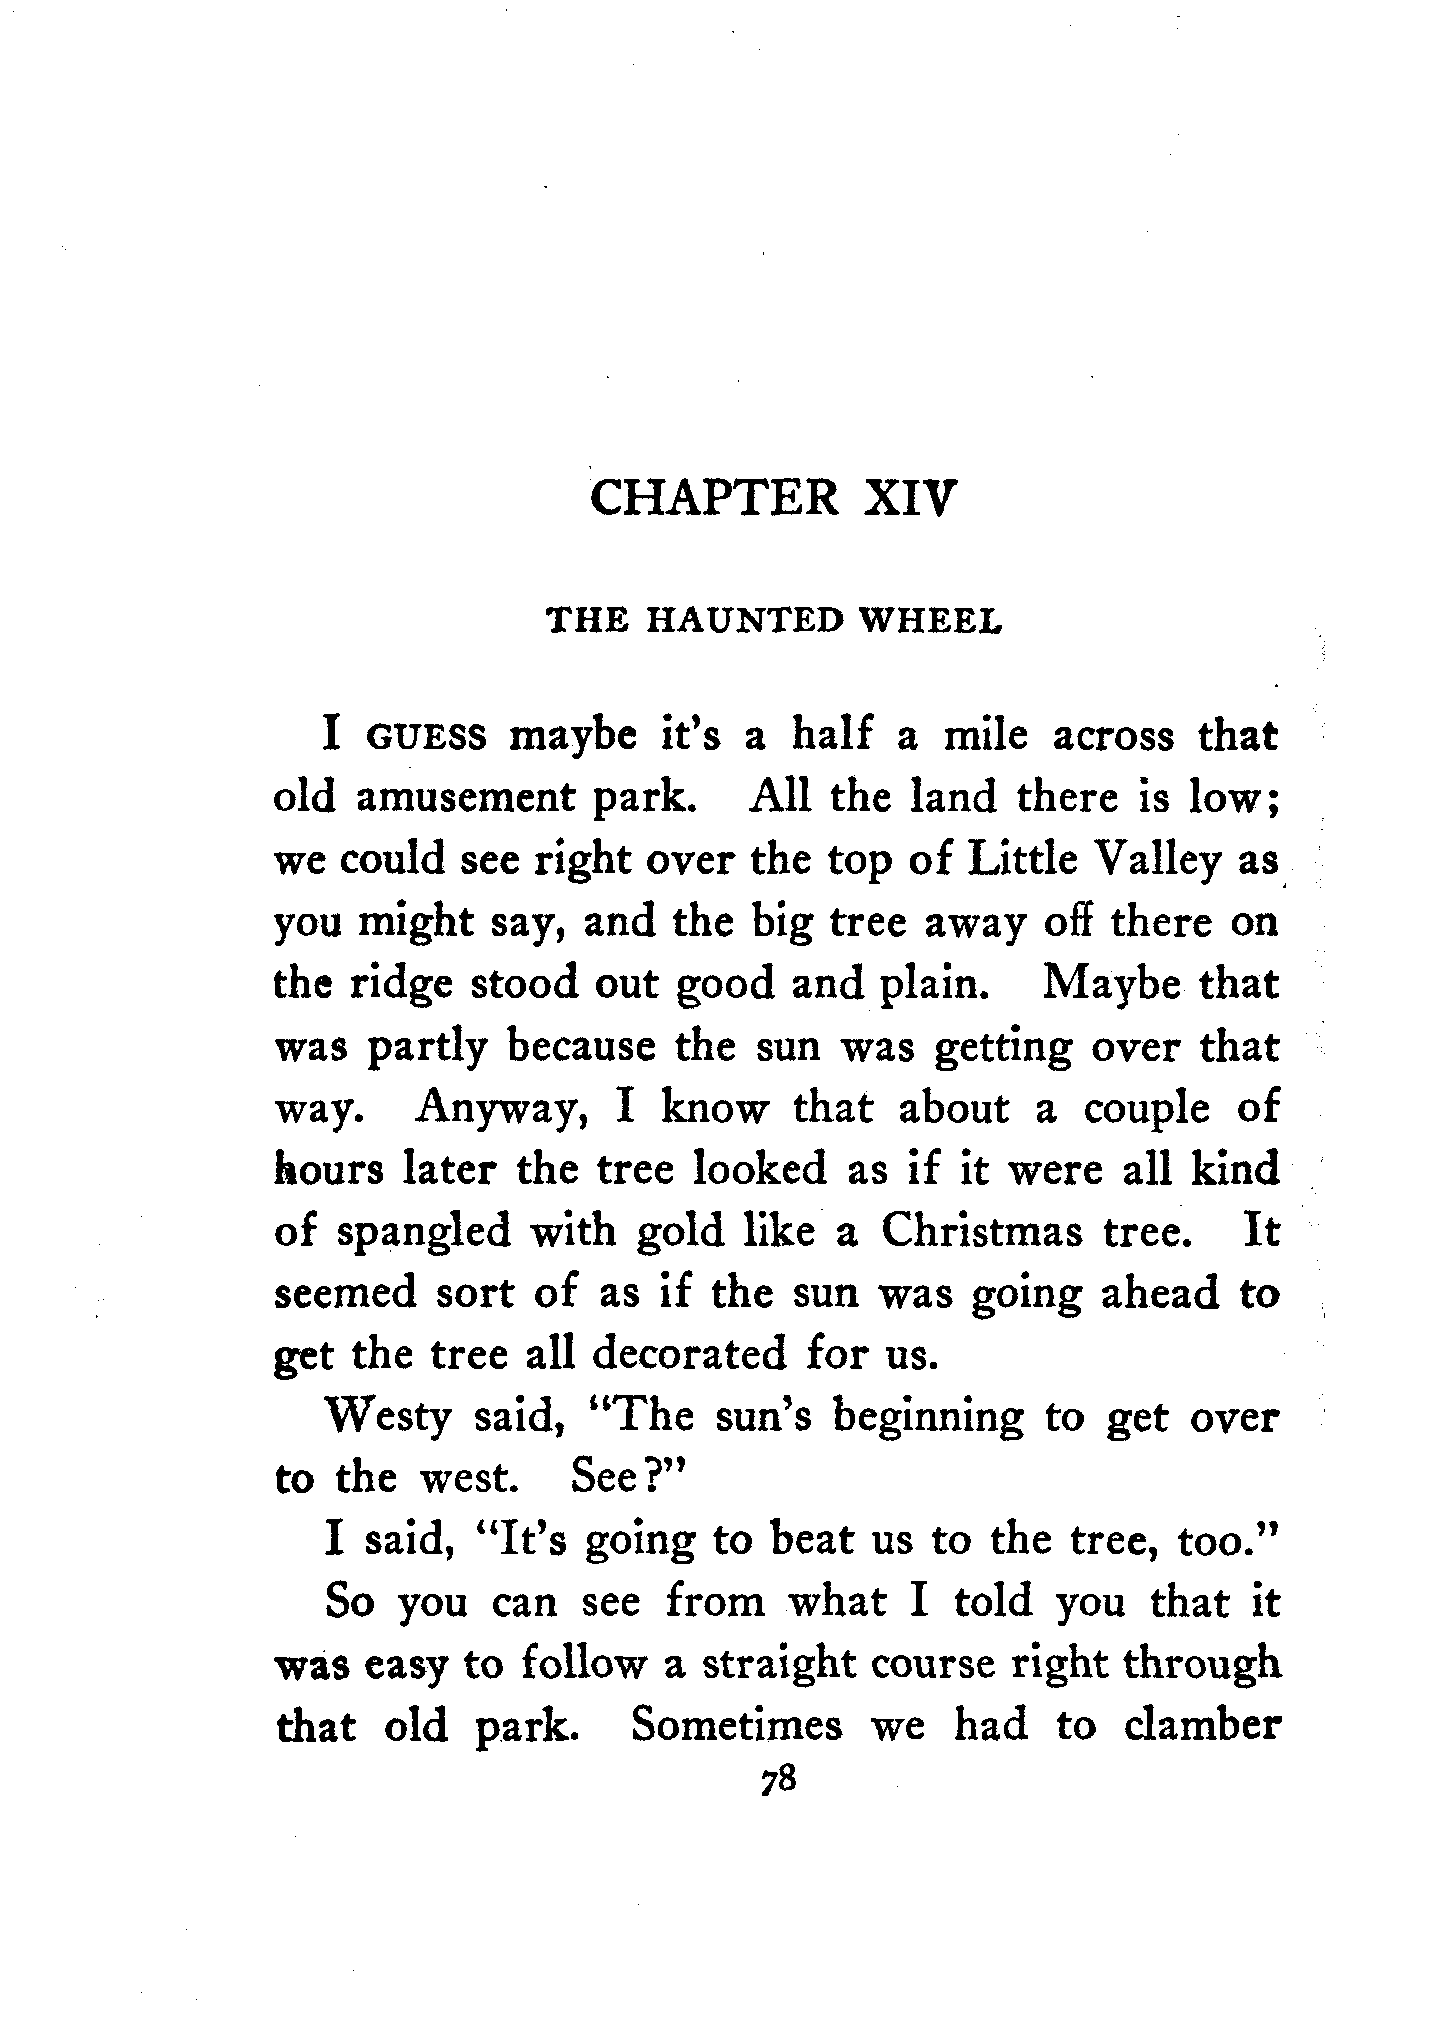 CHAPTER XIV
THE HAUNTED WHEEL
I GUESS maybe it's a half a mile across that
old amusement park. All the land there is low;
we could see right over the top of Little Valley as
you might say, and the big tree away off there on
the ridge stood out good and plain. Maybe that
was partly because the sun was getting over that
way. Anyway, I know that about a couple of
hours later the tree looked as if it were all kind
of spangled with gold like a Christmas tree. It
seemed sort of as if the sun was going ahead to
get the tree all decorated for us.
Westy said, "The sun's beginning to get over
to the west. See?"
I said, "It's going to beat us to the tree, too."
So you can see from what I told you that it
was easy to follow a straight course right through
that old park. Sometimes we had to clamber
78